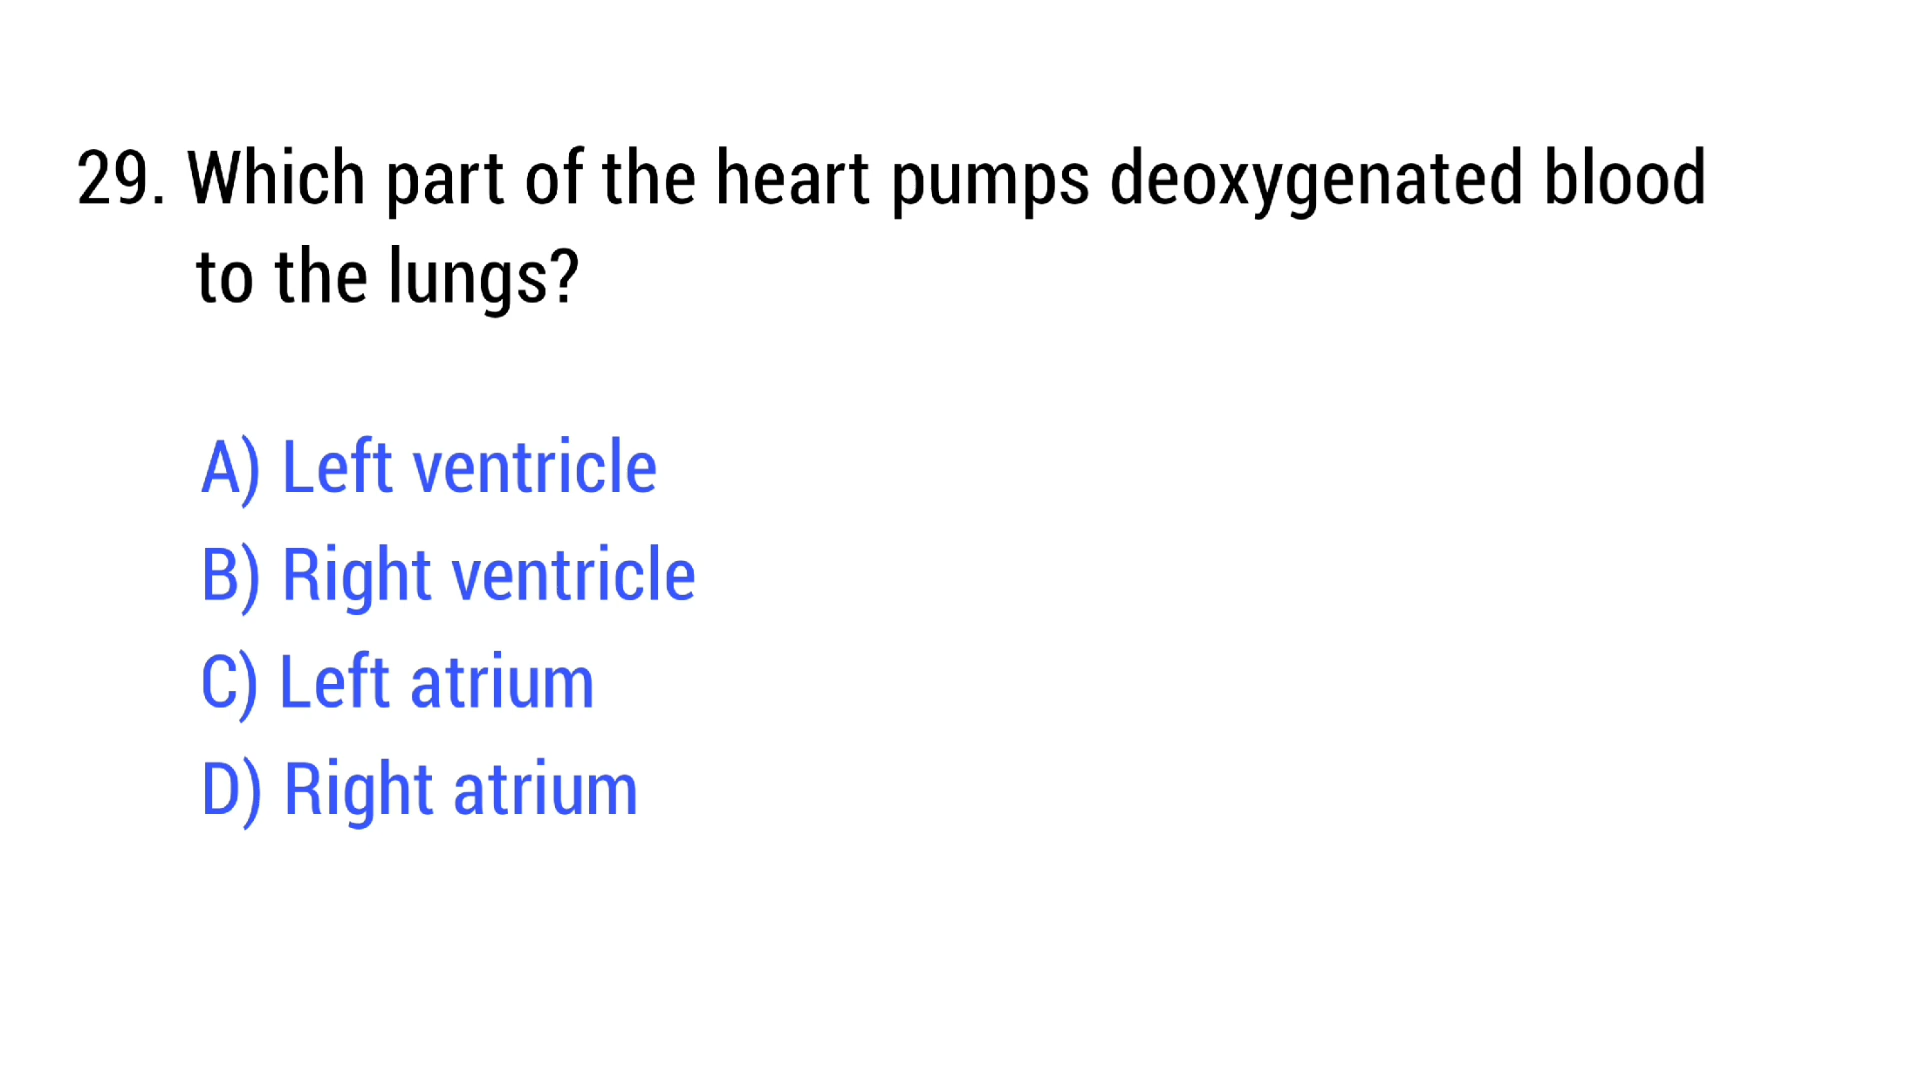 29. Which part of the heart pumps deoxygenated blood
to the lungs?
A) Left ventricle
B) Right ventricle
C) Left atrium
D) Right atrium